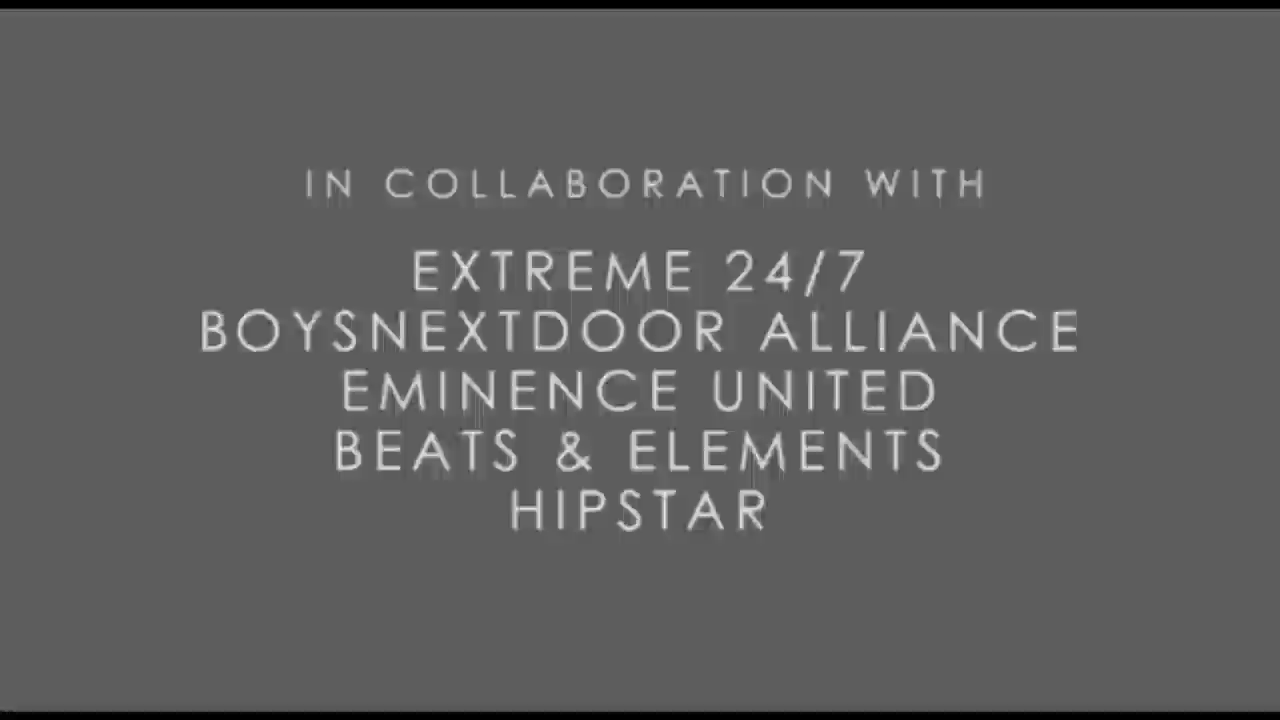 IN COLLABORATION WITH
EXTREME 24/7
BOYSNEXTDOOR ALLIANCE
EMINENCE UNITED
BEATS & ELEMENTS
HIPSTAR